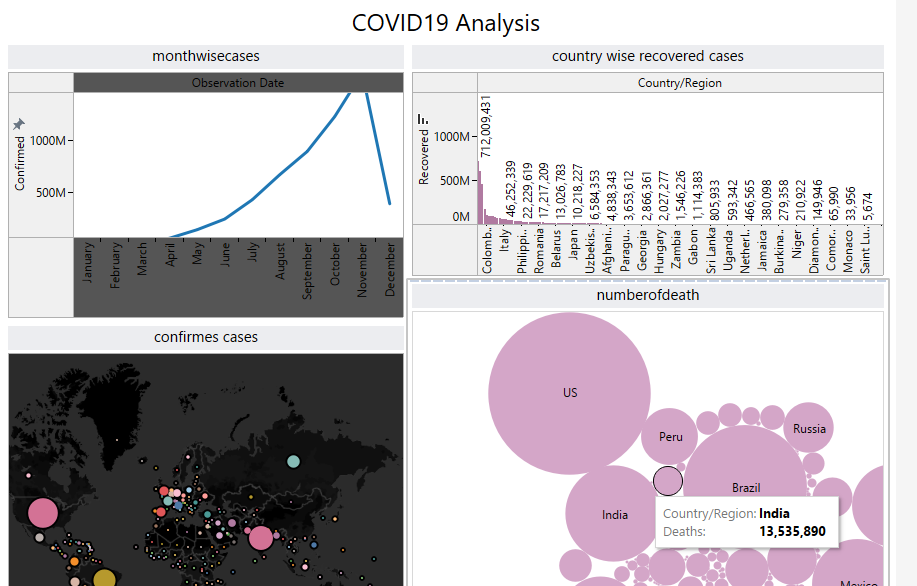 COVID19 Analysis
monthwisecases
Observation Date
Confirmed
1000M
500M
January
February
March
April
May
June
July
August
September
October
November
December
country wise recovered cases
Country/Region
Recovered
1000M
500M
0M
712,009,431
46,252,339
22,229,619
17,217,209
13,026,783
10,218,227
6,584,353
4,838,343
3,653,612
2,866,361
2,027,277
1,546,226
1,114,383
805,933
593,342
466,565
380,098
279,358
210,922
149,946
65,990
33,956
5,674
Colomb..
Italy
Philippi..
Romania
Belarus
Japan
Uzbekis..
Afghani..
Paragu..
Georgia
Hungary
Zambia
Gabon
Sri Lanka
Uganda
Netherl..
Jamaica
Burkina..
Niger
Diamon..
Comor..
Monaco
Saint Lu..
confirmes cases
numberofdeath
US
Peru
Russia
Brazil
India
Country/Region: India
Deaths: 13,535,890
Mexico